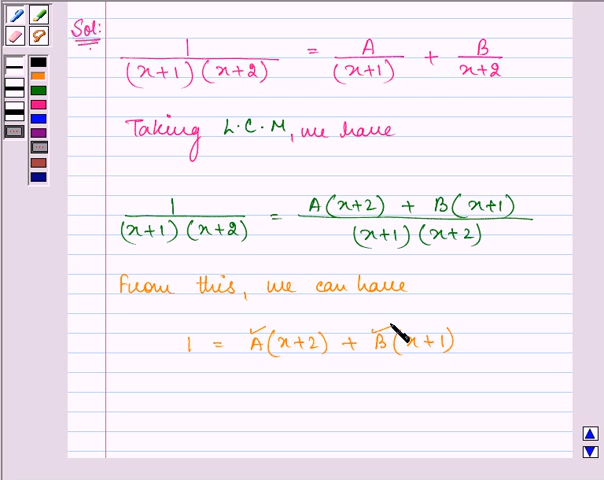 Sol:
1/((x+1)(x+2)) = A/(x+1) + B/(x+2)
Taking L.C.M, we have
1/((x+1)(x+2)) = (A(x+2) + B(x+1))/((x+1)(x+2))
From this, we can have
1 = A(x+2) + B(x+1)